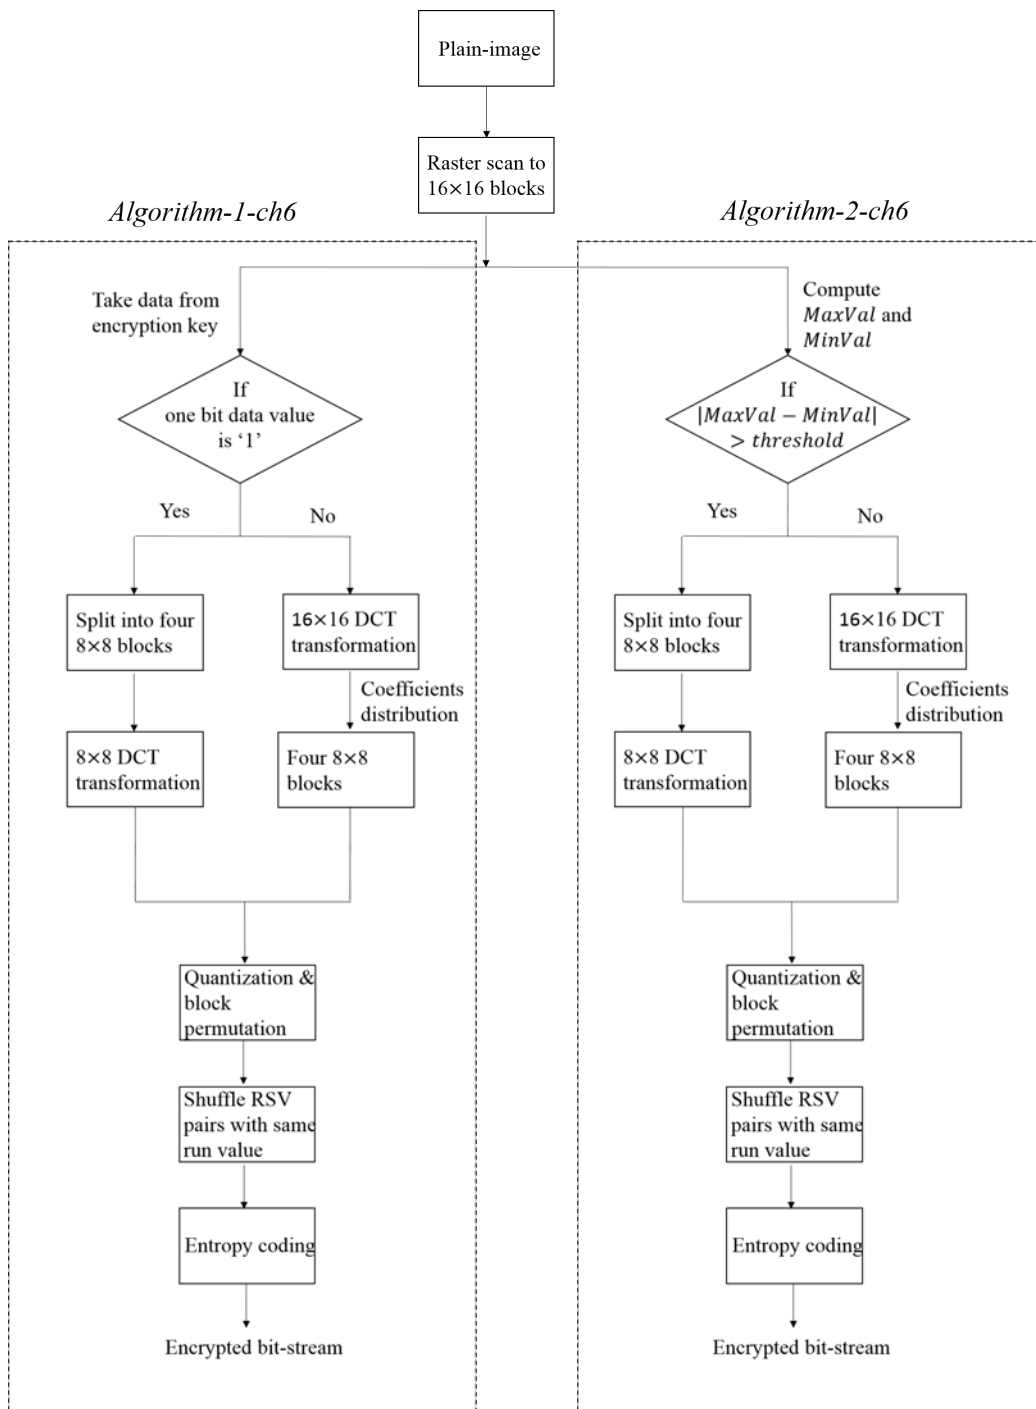 Plain-image
Raster scan to
16×16 blocks
Algorithm-1-ch6
Take data from
encryption key
If
one bit data value
is ‘1’
Yes
No
Split into four
8×8 blocks
16×16 DCT
transformation
Coefficients
distribution
8×8 DCT
transformation
Four 8×8
blocks
Quantization &
block
permutation
Shuffle RSV
pairs with same
run value
Entropy coding
Encrypted bit-stream
Algorithm-2-ch6
Compute
MaxVal and
MinVal
If
|MaxVal − MinVal|
> threshold
Yes
No
Split into four
8×8 blocks
16×16 DCT
transformation
Coefficients
distribution
8×8 DCT
transformation
Four 8×8
blocks
Quantization &
block
permutation
Shuffle RSV
pairs with same
run value
Entropy coding
Encrypted bit-stream